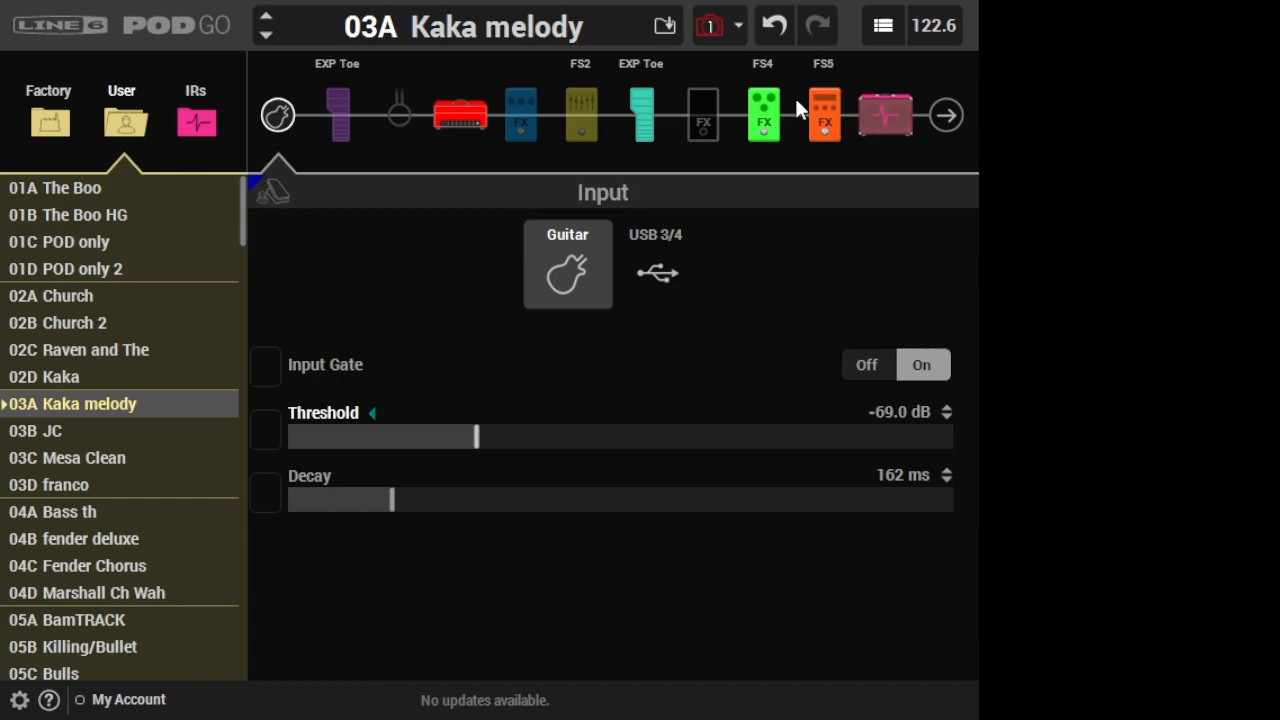 LINE 6 POD GO
03A Kaka melody
1
122.6
Factory User IRs
EXP Toe FS2 EXP Toe FS4 FS5
FX FX FX FX
01A The Boo
01B The Boo HG
01C POD only
01D POD only 2
02A Church
02B Church 2
02C Raven and The
02D Kaka
03A Kaka melody
03B JC
03C Mesa Clean
03D franco
04A Bass th
04B fender deluxe
04C Fender Chorus
04D Marshall Ch Wah
05A BamTRACK
05B Killing/Bullet
05C Bulls
Input
Guitar USB 3/4
Input Gate Off On
Threshold -69.0 dB
Decay 162 ms
? My Account No updates available.